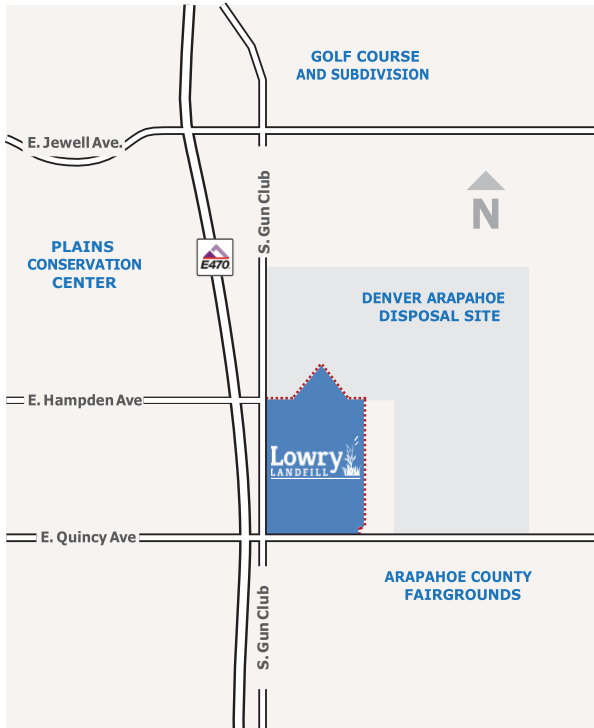 GOLF COURSE
AND SUBDIVISION
E. Jewell Ave.
S. Gun Club
N
PLAINS
CONSERVATION
CENTER
E470
DENVER ARAPAHOE
DISPOSAL SITE
E. Hampden Ave
Lowry
LANDFILL
E. Quincy Ave
ARAPAHOE COUNTY
FAIRGROUNDS
S. Gun Club